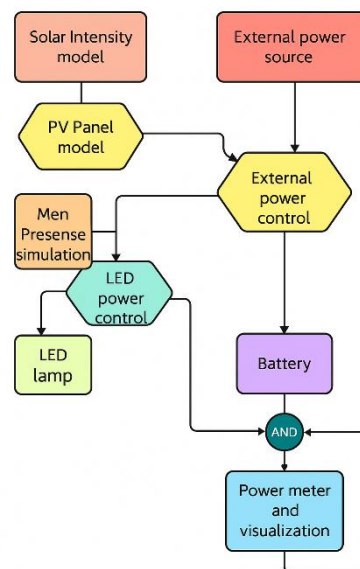 Solar Intensity
model
External power
source
PV Panel
model
External
power
control
Men
Presense
simulation
LED
power
control
LED
lamp
Battery
AND
Power meter
and
visualization